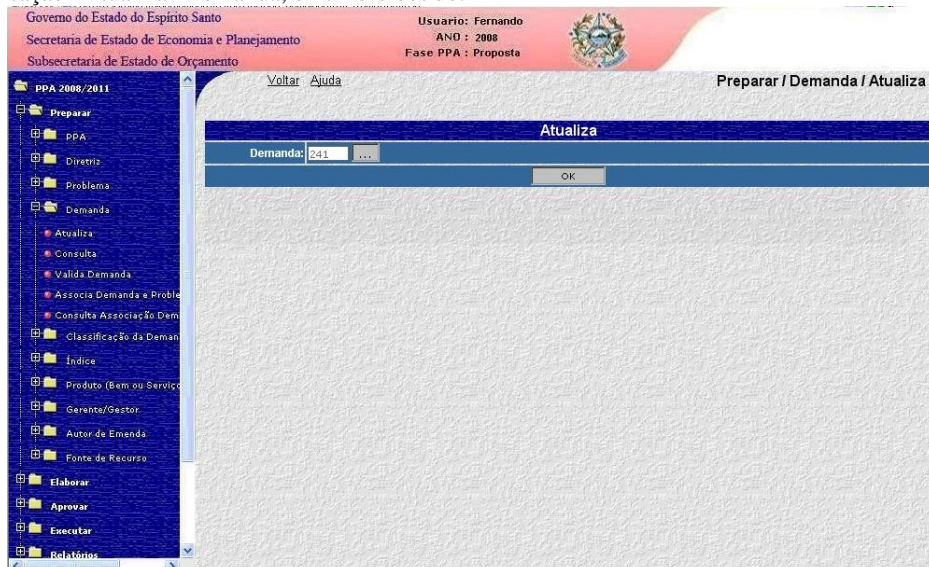 Governo do Estado do Espírito Santo
Secretaria de Estado de Economia e Planejamento
Subsecretaria de Estado de Orçamento
Usuario: Fernando
ANO : 2008
Fase PPA : Proposta
Voltar Ajuda
Preparar / Demanda / Atualiza
PPA 2008/2011
Preparar
PPA
Diretriz
Problema
Demanda
Atualiza
Consulta
Valida Demanda
Associa Demanda e Proble
Consulta Associação Dem
Classificação da Deman
Índice
Produto (Bem ou Serviço
Gerente/Gestor
Autor de Emenda
Fonte de Recurso
Elaborar
Aprovar
Executar
Relatórios
Atualiza
Demanda: 241 ...
OK